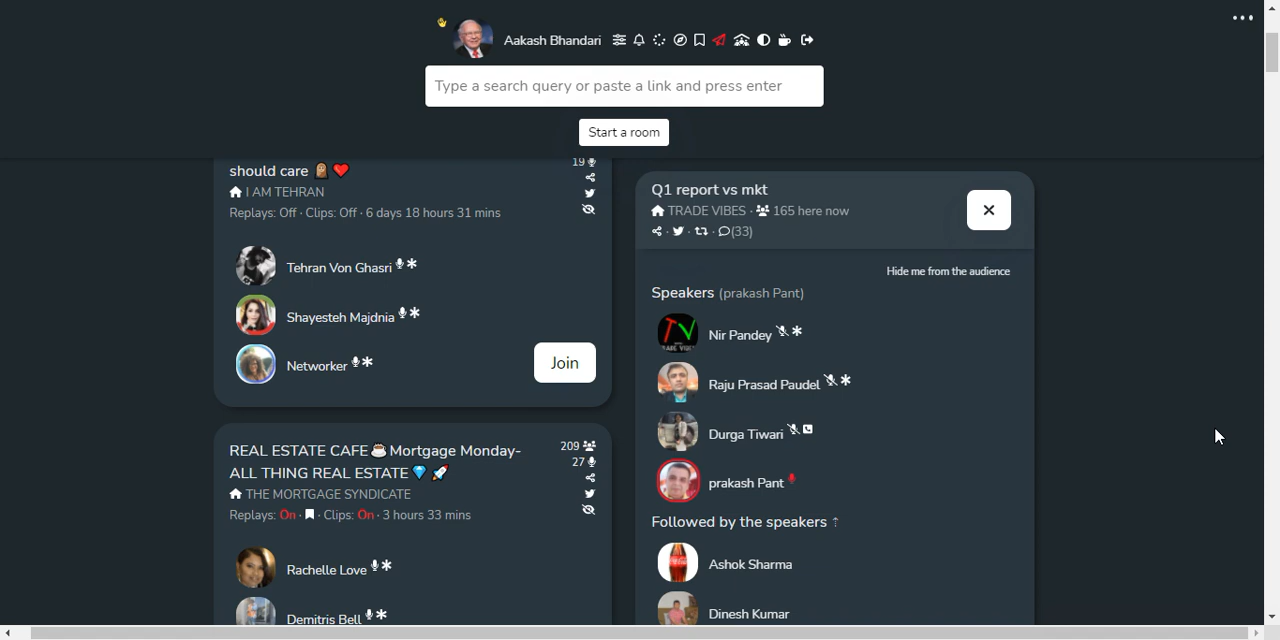 Aakash Bhandari
Type a search query or paste a link and press enter
Start a room
should care
19
I AM TEHRAN
Replays: Off · Clips: Off · 6 days 18 hours 31 mins
Tehran Von Ghasri
Shayesteh Majdnia
Networker
Join
REAL ESTATE CAFE☕Mortgage Monday-
ALL THING REAL ESTATE💎 🚀
209
27
THE MORTGAGE SYNDICATE
Replays: On · Clips: On · 3 hours 33 mins
Rachelle Love
Demitris Bell
Q1 report vs mkt
TRADE VIBES · 165 here now
(33)
Hide me from the audience
Speakers (prakash Pant)
TV
Nir Pandey
Raju Prasad Paudel
Durga Tiwari
prakash Pant
Followed by the speakers ↑
Ashok Sharma
Dinesh Kumar